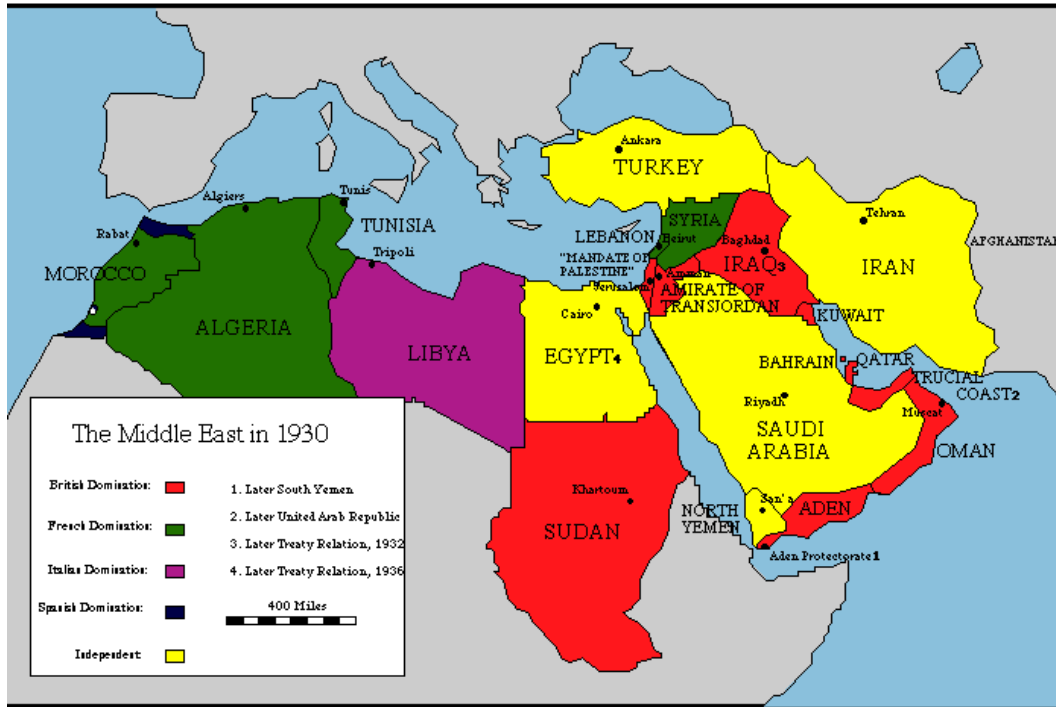 Ankara
TURKEY
Algiers
Tunis
TUNISIA
Rabat
Tripoli
MOROCCO
SYRIA
LEBANON
Beirut
"MANDATE OF
PALESTINE"
Baghdad
IRAQ3
Tehran
AFGHANISTAN
IRAN
Amman
Jerusalem
AMIRATE OF
TRANSJORDAN
KUWAIT
ALGERIA
LIBYA
Cairo
EGYPT4
BAHRAIN
QATAR
TRUCIAL
COAST2
Riyadh
Muscat
SAUDI
ARABIA
OMAN
San'a
NORTH
YEMEN
ADEN
Aden Protectorate 1
Khartoum
SUDAN
The Middle East in 1930
British Domination:
French Domination:
Italian Domination:
Spanish Domination:
Independent:
1. Later South Yemen
2. Later United Arab Republic
3. Later Treaty Relation, 1932
4. Later Treaty Relation, 1936
400 Miles